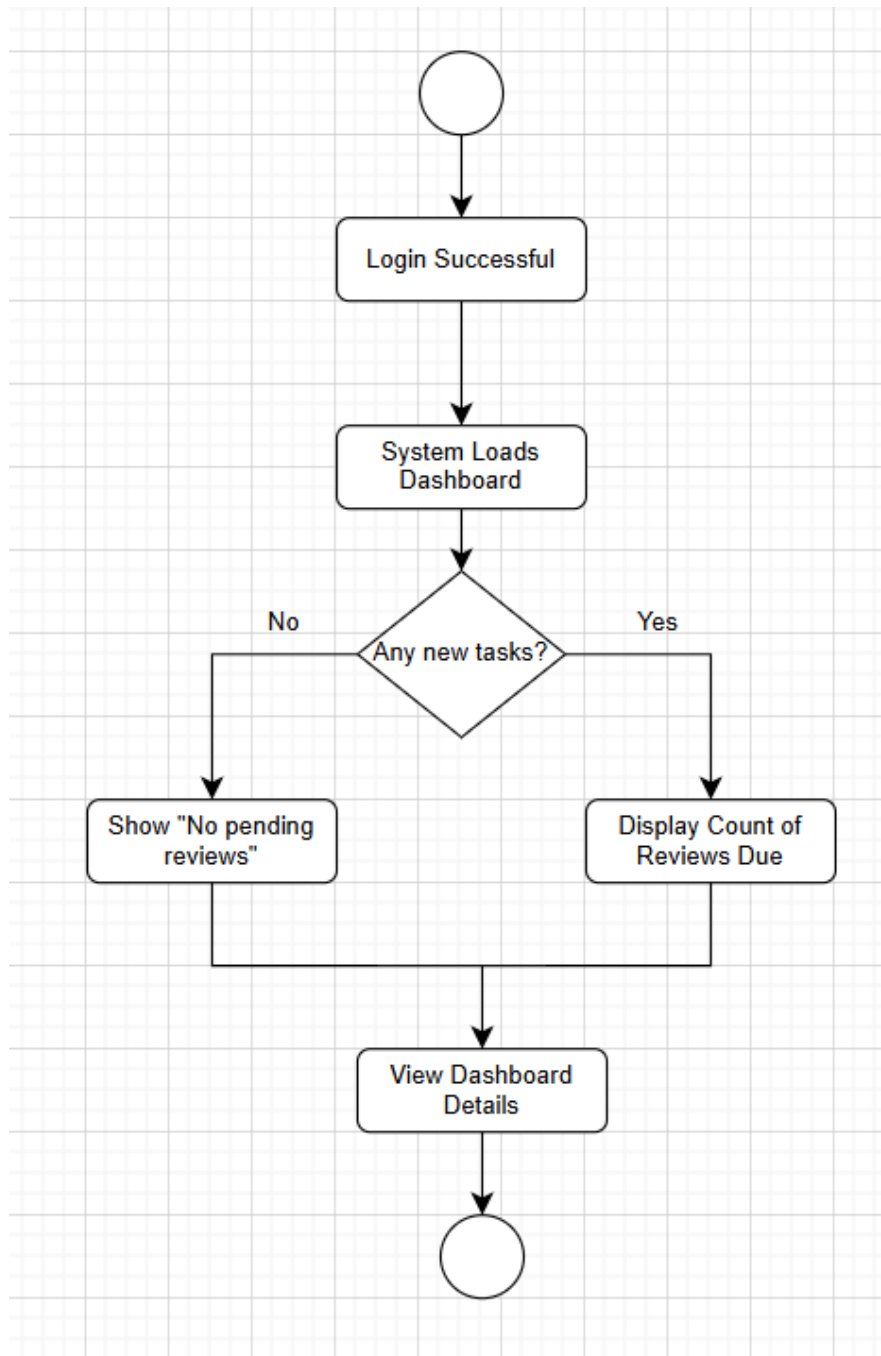 Login Successful
System Loads
Dashboard
No
Yes
Any new tasks?
Show "No pending
reviews"
Display Count of
Reviews Due
View Dashboard
Details